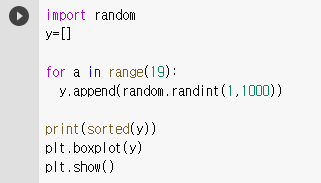 import random
y=[]
for a in range(19):
  y.append(random.randint(1,1000))
print(sorted(y))
plt.boxplot(y)
plt.show()